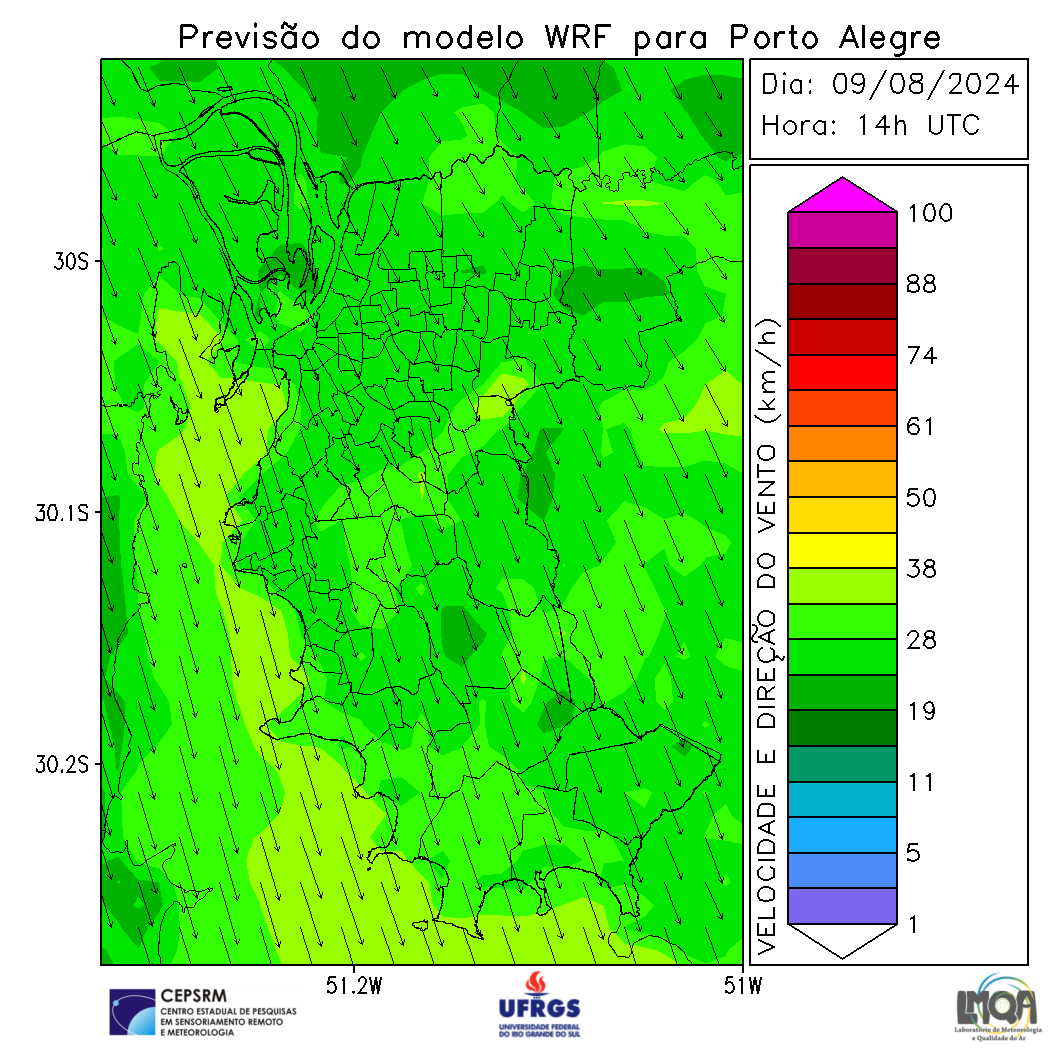 Previsão do modelo WRF para Porto Alegre
Dia: 09/08/2024
Hora: 14h UTC
30S
30.1S
30.2S
51.2W
51W
VELOCIDADE E DIREÇÃO DO VENTO (km/h)
100
88
74
61
50
38
28
19
11
5
1
CEPSRM
CENTRO ESTADUAL DE PESQUISAS
EM SENSORIAMENTO REMOTO
E METEOROLOGIA
UFRGS
UNIVERSIDADE FEDERAL
DO RIO GRANDE DO SUL
LMQA
Laboratório de Meteorologia
e Qualidade do Ar